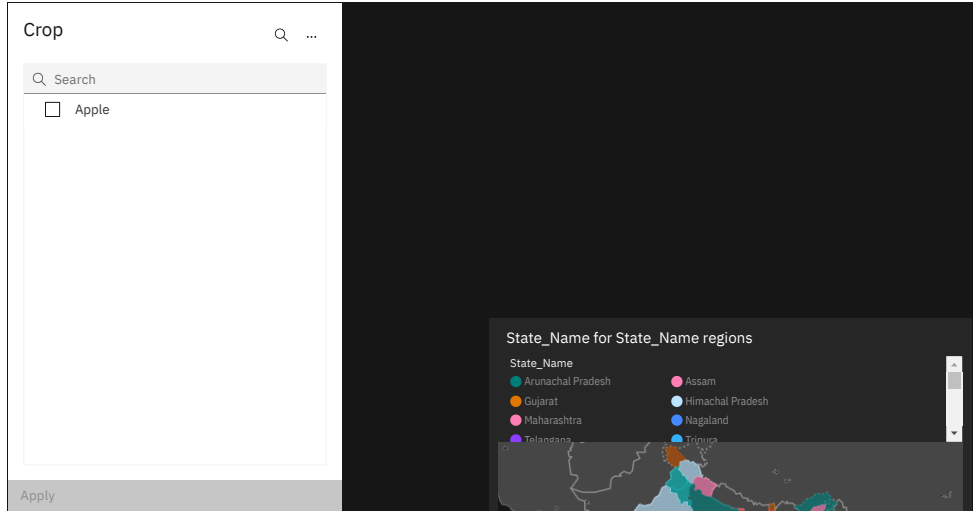 Crop
...
Search
Apple
Apply
State_Name for State_Name regions
State_Name
Arunachal Pradesh Assam
Gujarat Himachal Pradesh
Maharashtra Nagaland
Telangana Tripura